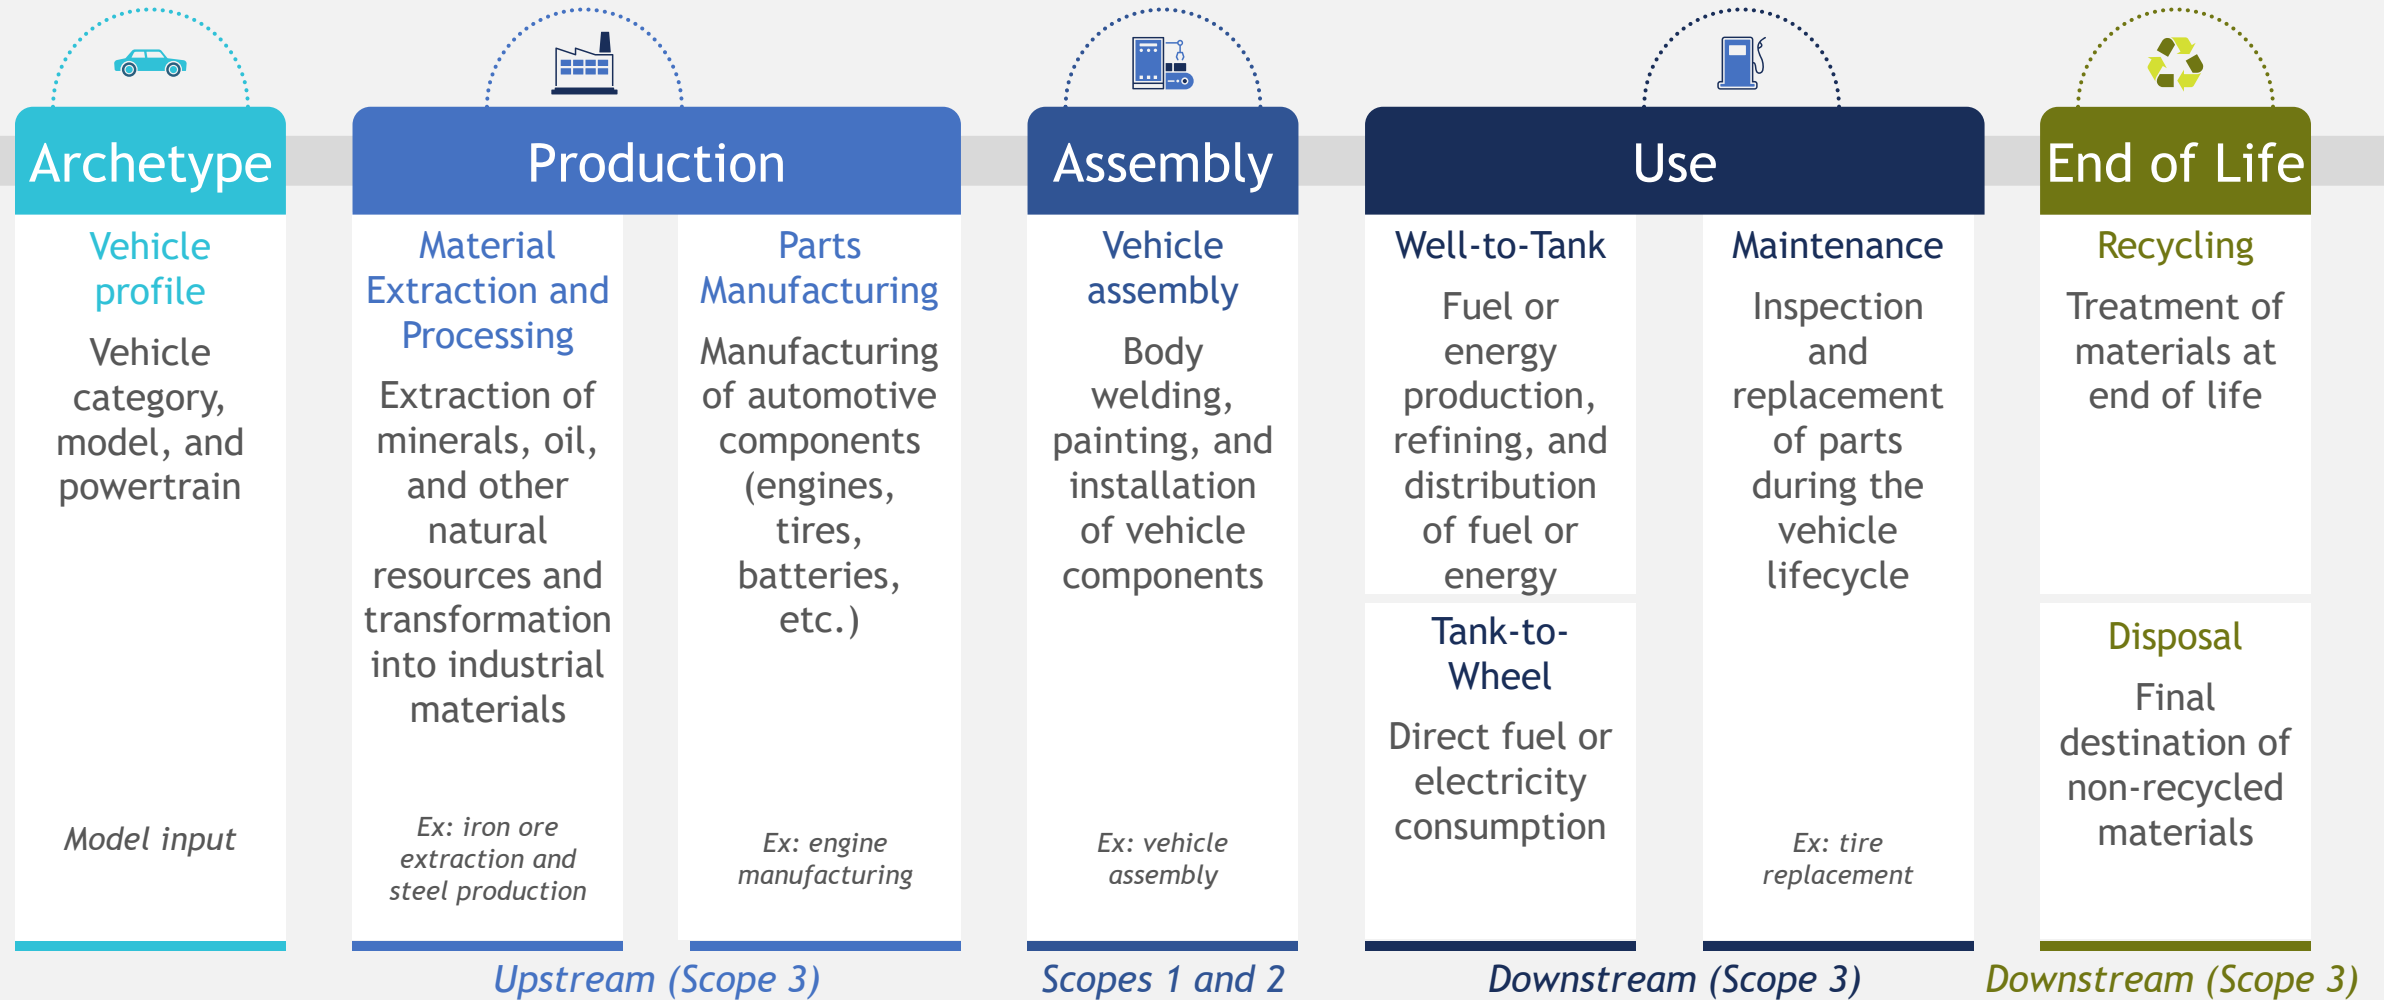 Archetype
Vehicle
profile
Vehicle
category,
model, and
powertrain
Model input
Production
Material
Extraction and
Processing
Extraction of
minerals, oil,
and other
natural
resources and
transformation
into industrial
materials
Ex: iron ore
extraction and
steel production
Parts
Manufacturing
Manufacturing
of automotive
components
(engines,
tires,
batteries,
etc.)
Ex: engine
manufacturing
Upstream (Scope 3)
Assembly
Vehicle
assembly
Body
welding,
painting, and
installation
of vehicle
components
Ex: vehicle
assembly
Scopes 1 and 2
Use
Well-to-Tank
Fuel or
energy
production,
refining, and
distribution
of fuel or
energy
Tank-to-
Wheel
Direct fuel or
electricity
consumption
Maintenance
Inspection
and
replacement
of parts
during the
vehicle
lifecycle
Ex: tire
replacement
Downstream (Scope 3)
End of Life
Recycling
Treatment of
materials at
end of life
Disposal
Final
destination of
non-recycled
materials
Downstream (Scope 3)